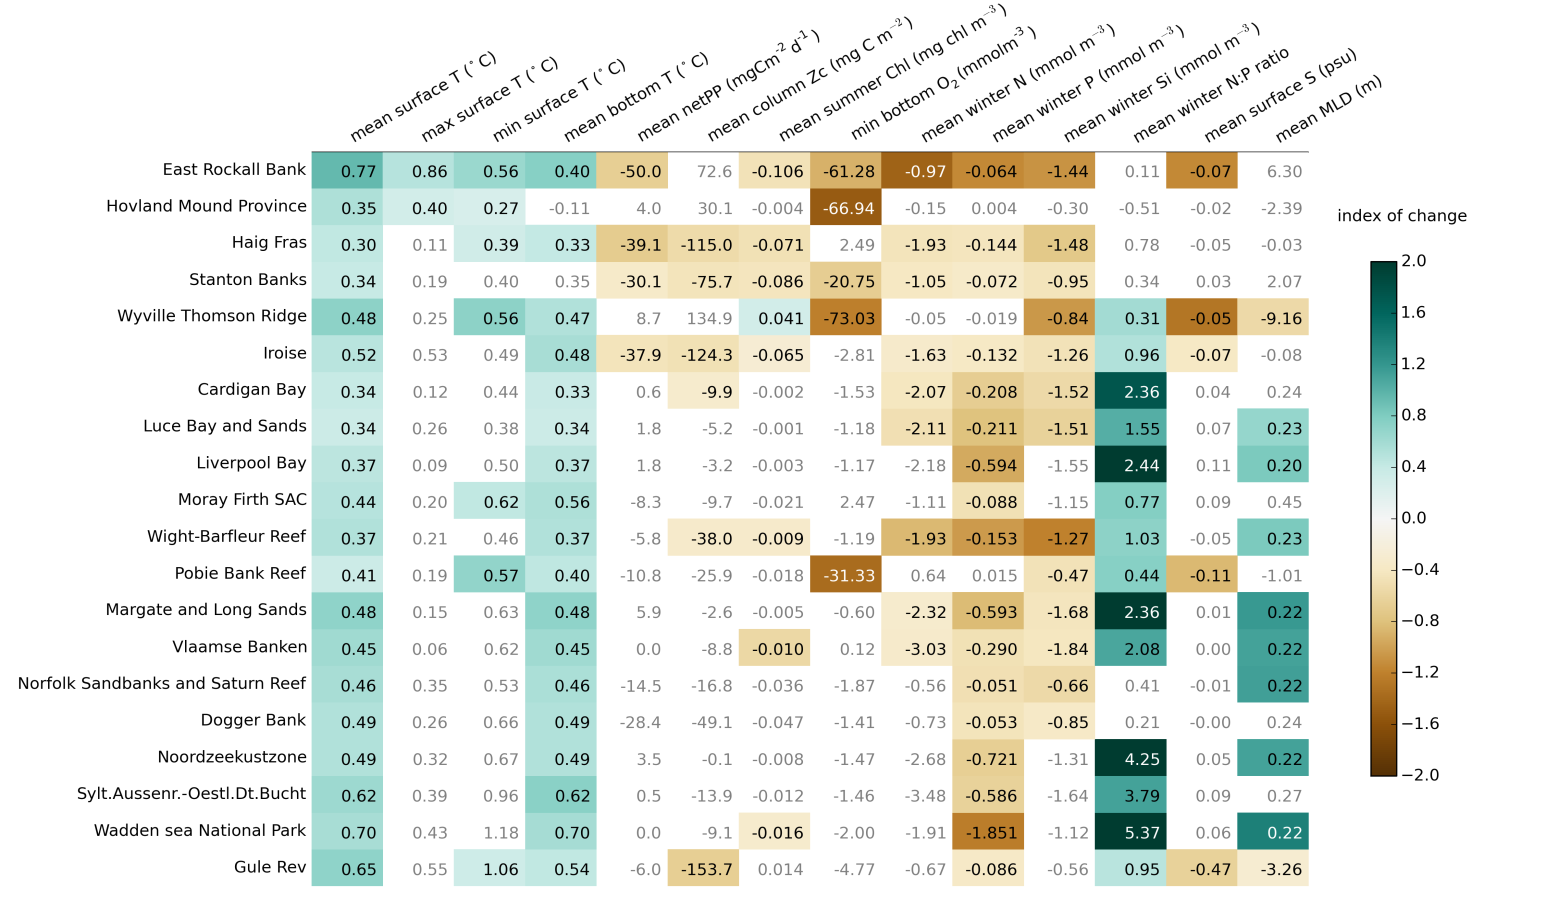 mean surface T (˚ C)
max surface T (˚ C)
min surface T (˚ C)
mean bottom T (˚ C)
mean netPP (mgCm⁻² d⁻¹)
mean column Zc (mg C m⁻²)
mean summer Chl (mg chl m⁻³)
min bottom O₂ (mmolm⁻³)
mean winter N (mmol m⁻³)
mean winter P (mmol m⁻³)
mean winter Si (mmol m⁻³)
mean winter N:P ratio
mean surface S (psu)
mean MLD (m)
East Rockall Bank 0.77 0.86 0.56 0.40 -50.0 72.6 -0.106 -61.28 -0.97 -0.064 -1.44 0.11 -0.07 6.30
Hovland Mound Province 0.35 0.40 0.27 -0.11 4.0 30.1 -0.004 -66.94 -0.15 0.004 -0.30 -0.51 -0.02 -2.39
Haig Fras 0.30 0.11 0.39 0.33 -39.1 -115.0 -0.071 2.49 -1.93 -0.144 -1.48 0.78 -0.05 -0.03
Stanton Banks 0.34 0.19 0.40 0.35 -30.1 -75.7 -0.086 -20.75 -1.05 -0.072 -0.95 0.34 0.03 2.07
Wyville Thomson Ridge 0.48 0.25 0.56 0.47 8.7 134.9 0.041 -73.03 -0.05 -0.019 -0.84 0.31 -0.05 -9.16
Iroise 0.52 0.53 0.49 0.48 -37.9 -124.3 -0.065 -2.81 -1.63 -0.132 -1.26 0.96 -0.07 -0.08
Cardigan Bay 0.34 0.12 0.44 0.33 0.6 -9.9 -0.002 -1.53 -2.07 -0.208 -1.52 2.36 0.04 0.24
Luce Bay and Sands 0.34 0.26 0.38 0.34 1.8 -5.2 -0.001 -1.18 -2.11 -0.211 -1.51 1.55 0.07 0.23
Liverpool Bay 0.37 0.09 0.50 0.37 1.8 -3.2 -0.003 -1.17 -2.18 -0.594 -1.55 2.44 0.11 0.20
Moray Firth SAC 0.44 0.20 0.62 0.56 -8.3 -9.7 -0.021 2.47 -1.11 -0.088 -1.15 0.77 0.09 0.45
Wight-Barfleur Reef 0.37 0.21 0.46 0.37 -5.8 -38.0 -0.009 -1.19 -1.93 -0.153 -1.27 1.03 -0.05 0.23
Pobie Bank Reef 0.41 0.19 0.57 0.40 -10.8 -25.9 -0.018 -31.33 0.64 0.015 -0.47 0.44 -0.11 -1.01
Margate and Long Sands 0.48 0.15 0.63 0.48 5.9 -2.6 -0.005 -0.60 -2.32 -0.593 -1.68 2.36 0.01 0.22
Vlaamse Banken 0.45 0.06 0.62 0.45 0.0 -8.8 -0.010 0.12 -3.03 -0.290 -1.84 2.08 0.00 0.22
Norfolk Sandbanks and Saturn Reef 0.46 0.35 0.53 0.46 -14.5 -16.8 -0.036 -1.87 -0.56 -0.051 -0.66 0.41 -0.01 0.22
Dogger Bank 0.49 0.26 0.66 0.49 -28.4 -49.1 -0.047 -1.41 -0.73 -0.053 -0.85 0.21 -0.00 0.24
Noordzeekustzone 0.49 0.32 0.67 0.49 3.5 -0.1 -0.008 -1.47 -2.68 -0.721 -1.31 4.25 0.05 0.22
Sylt.Aussenr.-Oestl.Dt.Bucht 0.62 0.39 0.96 0.62 0.5 -13.9 -0.012 -1.46 -3.48 -0.586 -1.64 3.79 0.09 0.27
Wadden sea National Park 0.70 0.43 1.18 0.70 0.0 -9.1 -0.016 -2.00 -1.91 -1.851 -1.12 5.37 0.06 0.22
Gule Rev 0.65 0.55 1.06 0.54 -6.0 -153.7 0.014 -4.77 -0.67 -0.086 -0.56 0.95 -0.47 -3.26
index of change
2.0
1.6
1.2
0.8
0.4
0.0
−0.4
−0.8
−1.2
−1.6
−2.0